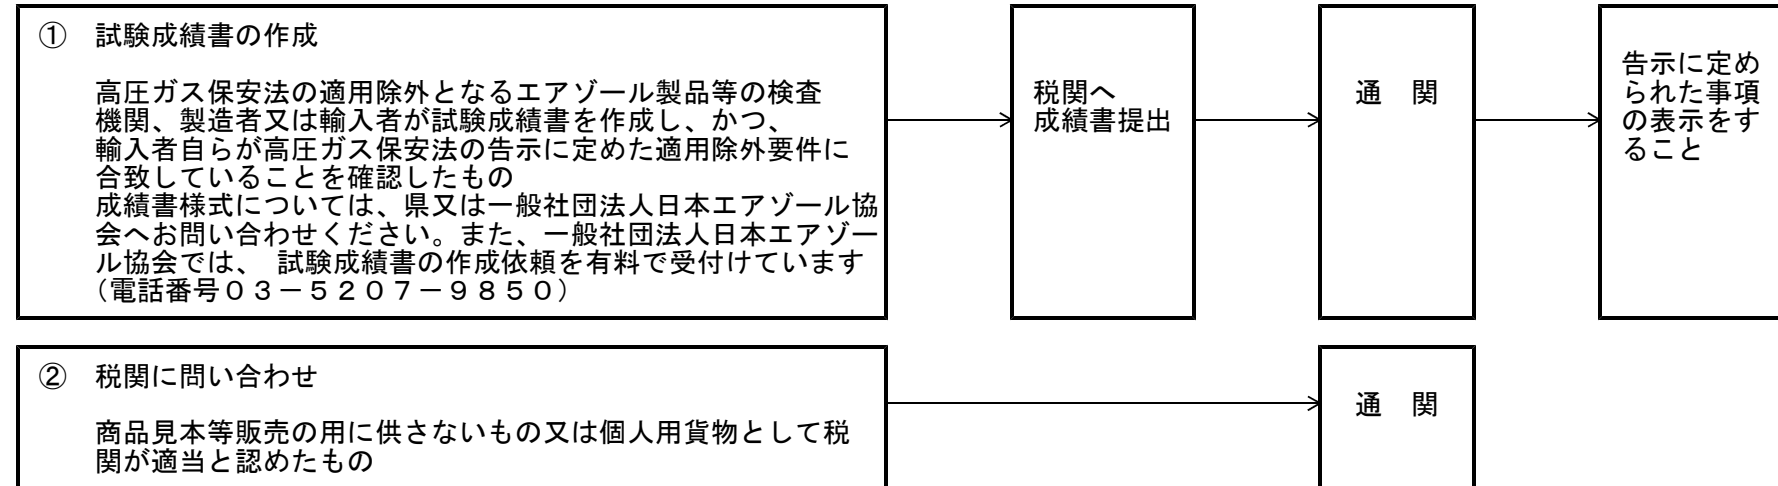 ① 試験成績書の作成
高圧ガス保安法の適用除外となるエアゾール製品等の検査
機関、製造者又は輸入者が試験成績書を作成し、かつ、
輸入者自らが高圧ガス保安法の告示に定めた適用除外要件に
合致していることを確認したもの
成績書様式については、県又は一般社団法人日本エアゾール協
会へお問い合わせください。また、一般社団法人日本エアゾー
ル協会では、 試験成績書の作成依頼を有料で受付けています
（電話番号０３－５２０７－９８５０）
税関へ
成績書提出
通　関
告示に定め
られた事項
の表示をす
ること
② 税関に問い合わせ
商品見本等販売の用に供さないもの又は個人用貨物として税
関が適当と認めたもの
通　関